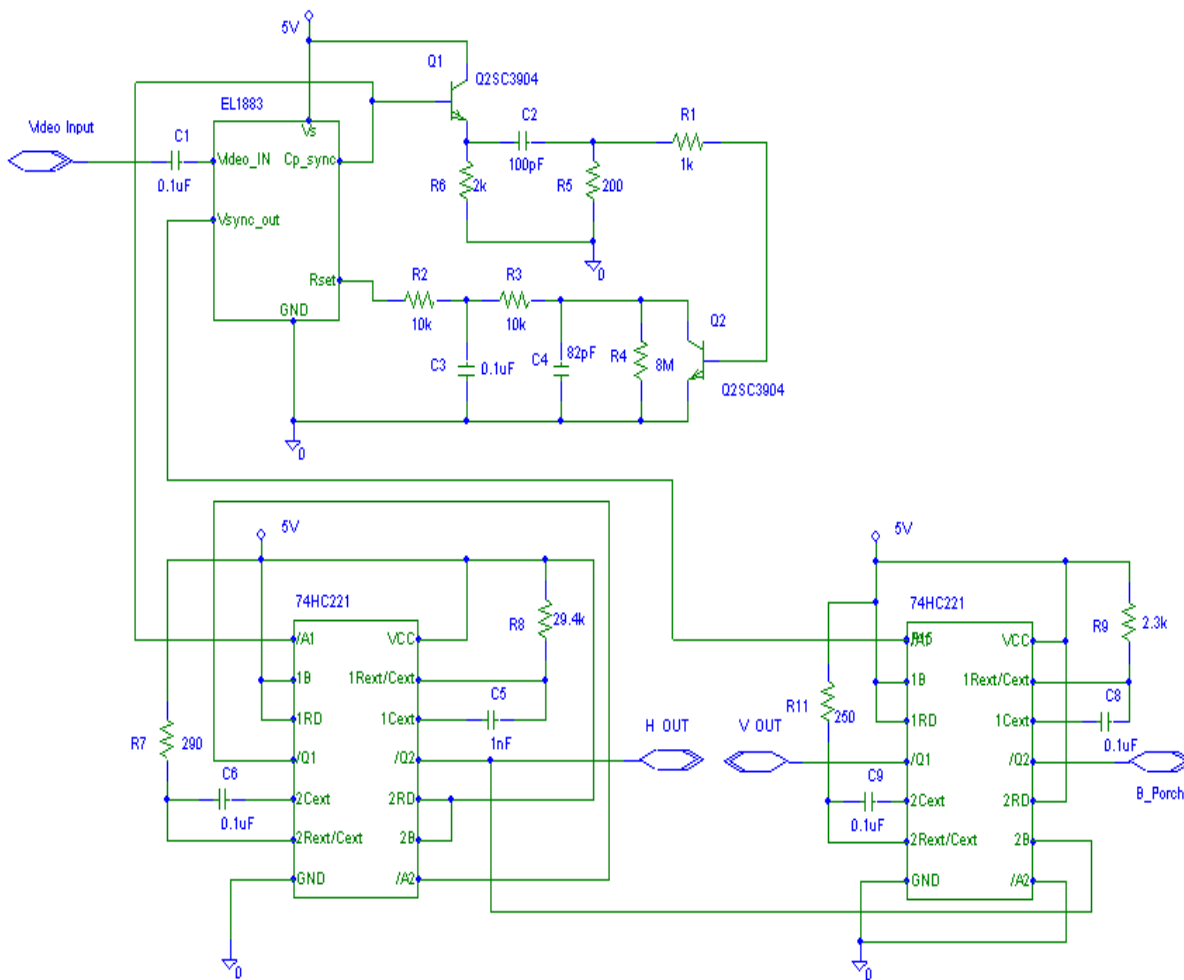 5V
Q1
Q2SC3904
EL1883
Video Input
C1
0.1uF
Vs
Video_IN
Cp_sync
Vsync_out
Rset
GND
C2
100pF
R1
1k
R6
2k
R5
200
0
R2
10k
R3
10k
C3
0.1uF
C4
82pF
R4
8M
Q2
Q2SC3904
0
5V
74HC221
R7
290
C6
0.1uF
/A1
1B
1RD
/Q1
2Cext
2Rext/Cext
GND
VCC
1Rext/Cext
1Cext
/Q2
2RD
2B
/A2
R8
29.4k
C5
1nF
H OUT
0
V OUT
5V
74HC221
R11
250
C9
0.1uF
1B
1RD
/Q1
2Cext
2Rext/Cext
GND
VCC
1Rext/Cext
1Cext
/Q2
2RD
2B
/A2
R9
2.3k
C8
0.1uF
B_Porch
0